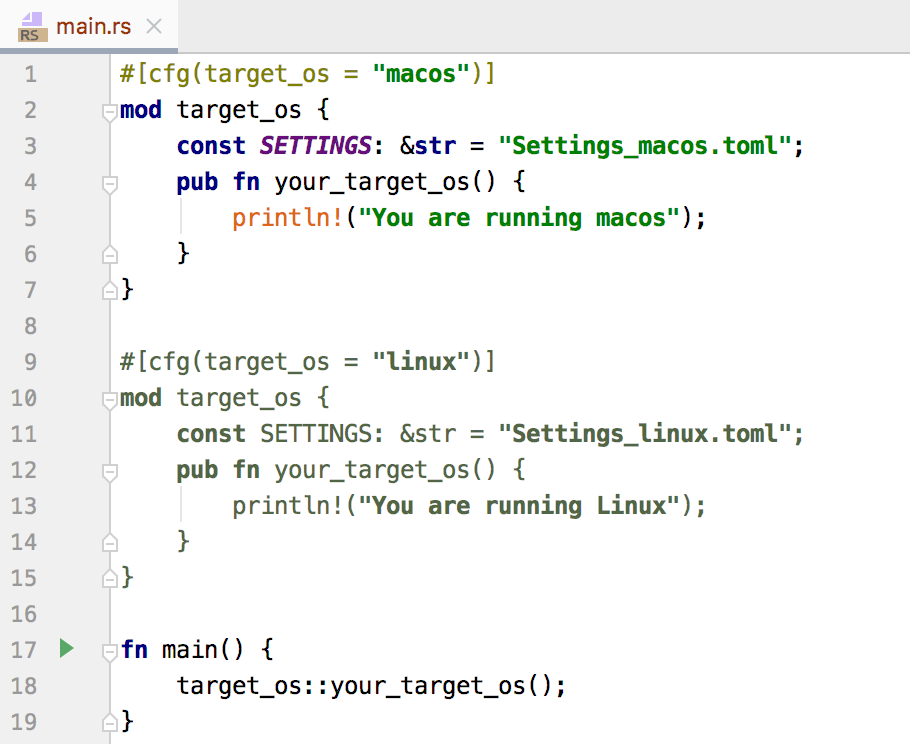 RS main.rs
1 #[cfg(target_os = "macos")]
2 mod target_os {
3     const SETTINGS: &str = "Settings_macos.toml";
4     pub fn your_target_os() {
5         println!("You are running macos");
6     }
7 }
8
9 #[cfg(target_os = "linux")]
10 mod target_os {
11     const SETTINGS: &str = "Settings_linux.toml";
12     pub fn your_target_os() {
13         println!("You are running Linux");
14     }
15 }
16
17 fn main() {
18     target_os::your_target_os();
19 }